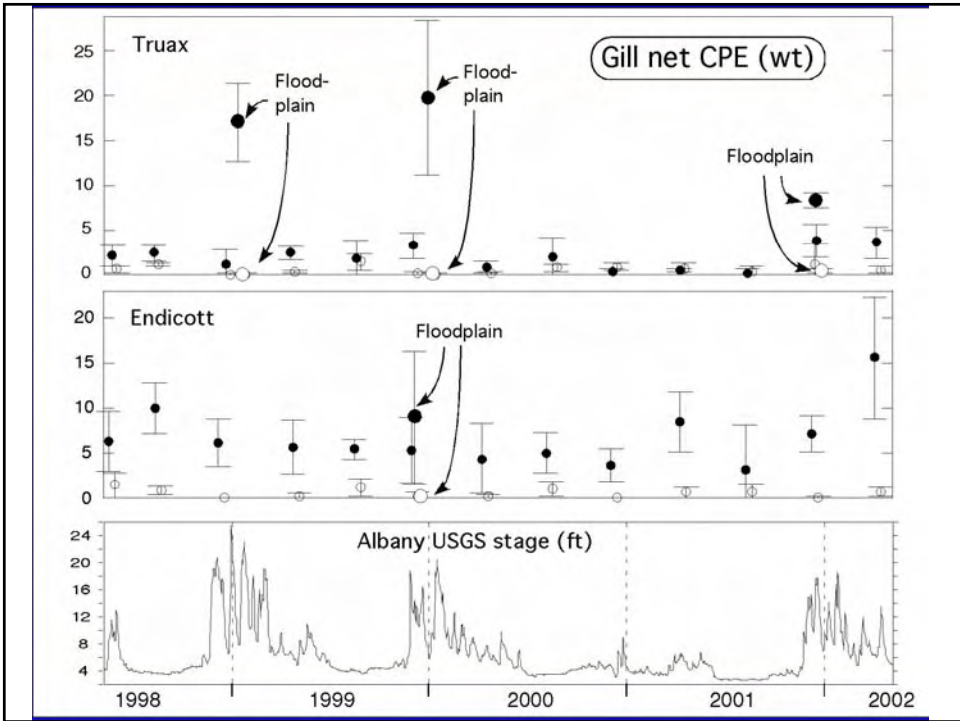 Truax
Gill net CPE (wt)
Flood-
plain
Flood-
plain
Floodplain
25
20
15
10
5
0
Endicott
Floodplain
20
15
10
5
0
Albany USGS stage (ft)
24
20
16
12
8
4
1998 1999 2000 2001 2002